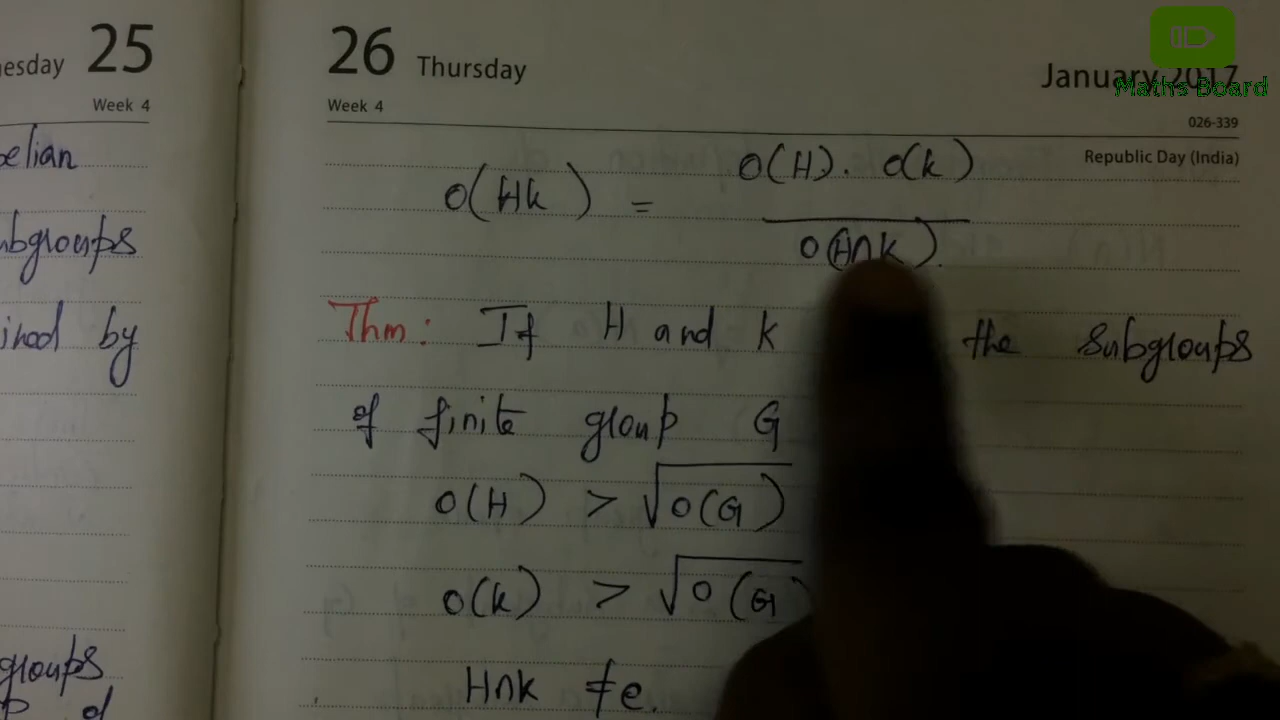 esday 25
Week 4
elian
ubgroups
ined by
groups
26 Thursday
January 2017
Maths Board
Week 4
026-339
Republic Day (India)
O(HK) = O(H). O(K) / O(H∩K).
Thm: If H and K the subgroups
of finite group G
O(H) > √O(G)
O(K) > √O(G)
H∩K ≠ e.